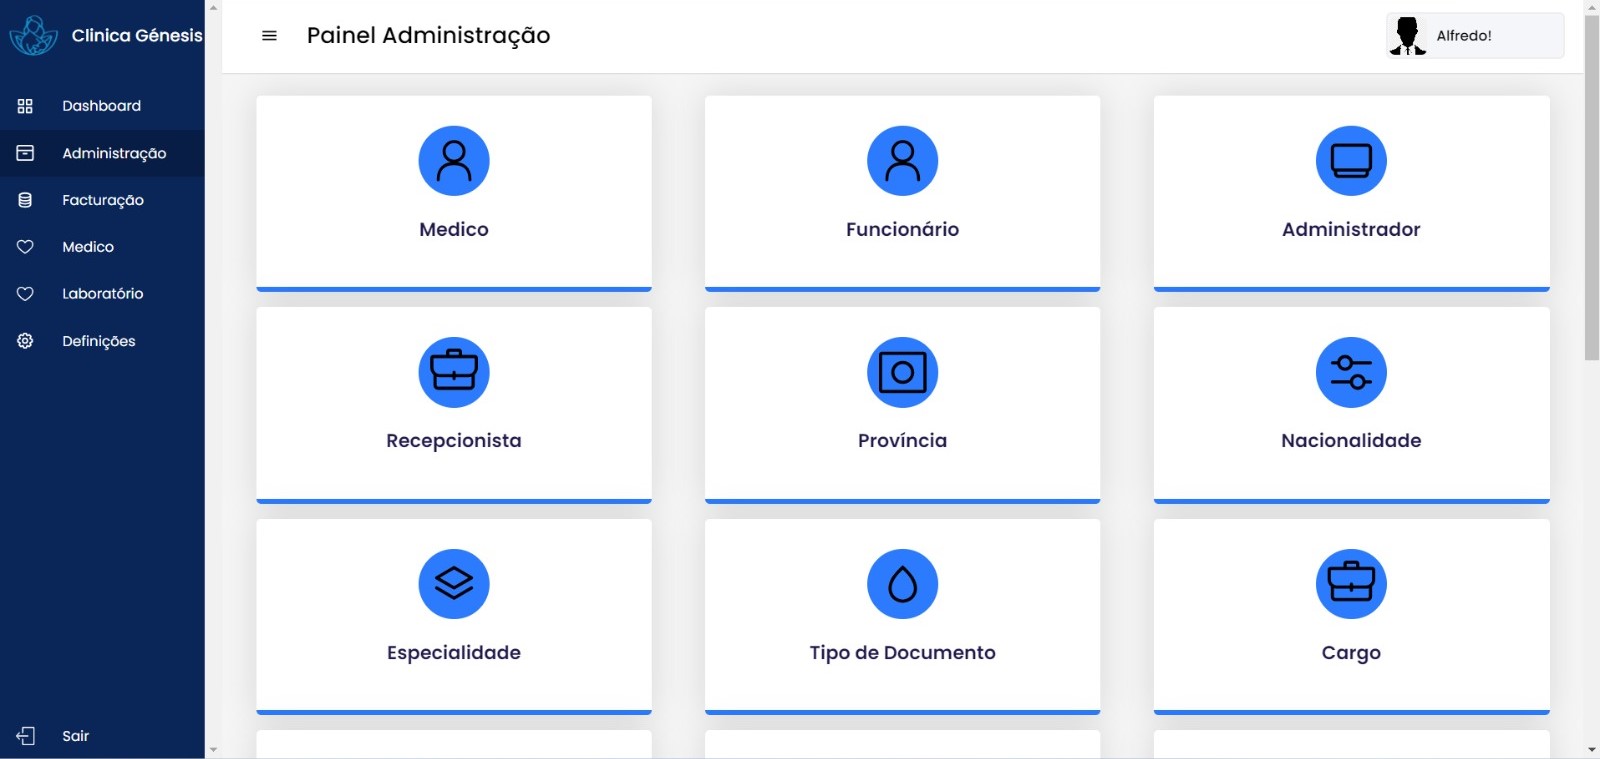 Clinica Génesis
Painel Administração
Alfredo!
Dashboard
Administração
Facturação
Medico
Laboratório
Definições
Sair
Medico
Funcionário
Administrador
Recepcionista
Província
Nacionalidade
Especialidade
Tipo de Documento
Cargo